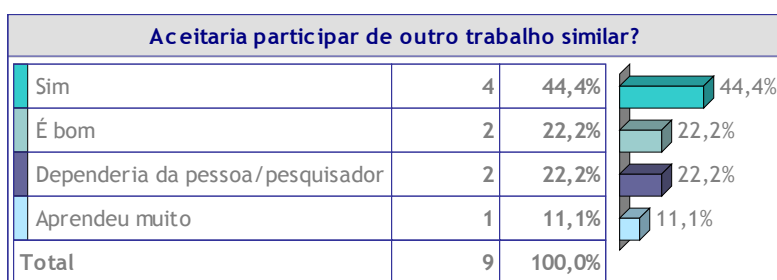 Aceitaria participar de outro trabalho similar?
Sim 4 44,4% 44,4%
É bom 2 22,2% 22,2%
Dependeria da pessoa/pesquisador 2 22,2% 22,2%
Aprendeu muito 1 11,1% 11,1%
Total 9 100,0%